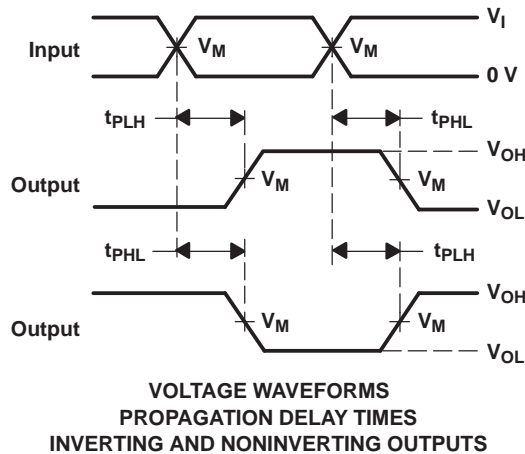 V_I
Input
V_M
V_M
0 V
t_PLH
t_PHL
V_OH
Output
V_M
V_M
V_OL
t_PHL
t_PLH
V_OH
Output
V_M
V_M
V_OL
VOLTAGE WAVEFORMS
PROPAGATION DELAY TIMES
INVERTING AND NONINVERTING OUTPUTS